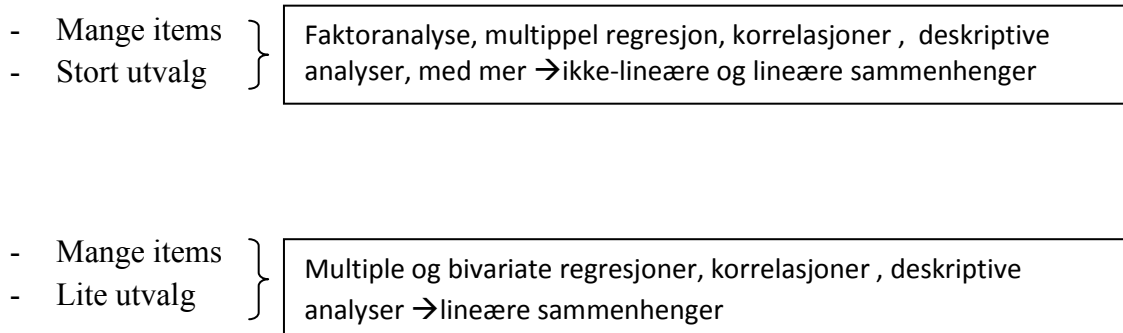 - Mange items
- Stort utvalg
Faktoranalyse, multippel regresjon, korrelasjoner , deskriptive
analyser, med mer →ikke-lineære og lineære sammenhenger
- Mange items
- Lite utvalg
Multiple og bivariate regresjoner, korrelasjoner , deskriptive
analyser →lineære sammenhenger